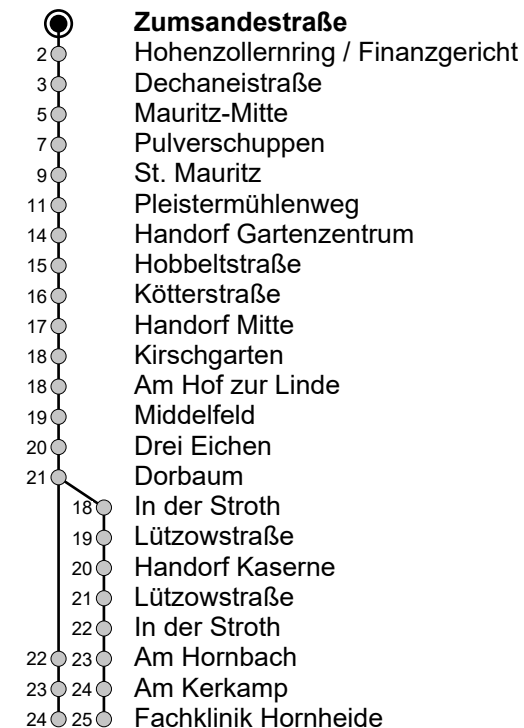 Zumsandestraße
2 Hohenzollernring / Finanzgericht
3 Dechaneistraße
5 Mauritz-Mitte
7 Pulverschuppen
9 St. Mauritz
11 Pleistermühlenweg
14 Handorf Gartenzentrum
15 Hobbeltstraße
16 Kötterstraße
17 Handorf Mitte
18 Kirschgarten
18 Am Hof zur Linde
19 Middelfeld
20 Drei Eichen
21 Dorbaum
18 In der Stroth
19 Lützowstraße
20 Handorf Kaserne
21 Lützowstraße
22 In der Stroth
22 23 Am Hornbach
23 24 Am Kerkamp
24 25 Fachklinik Hornheide